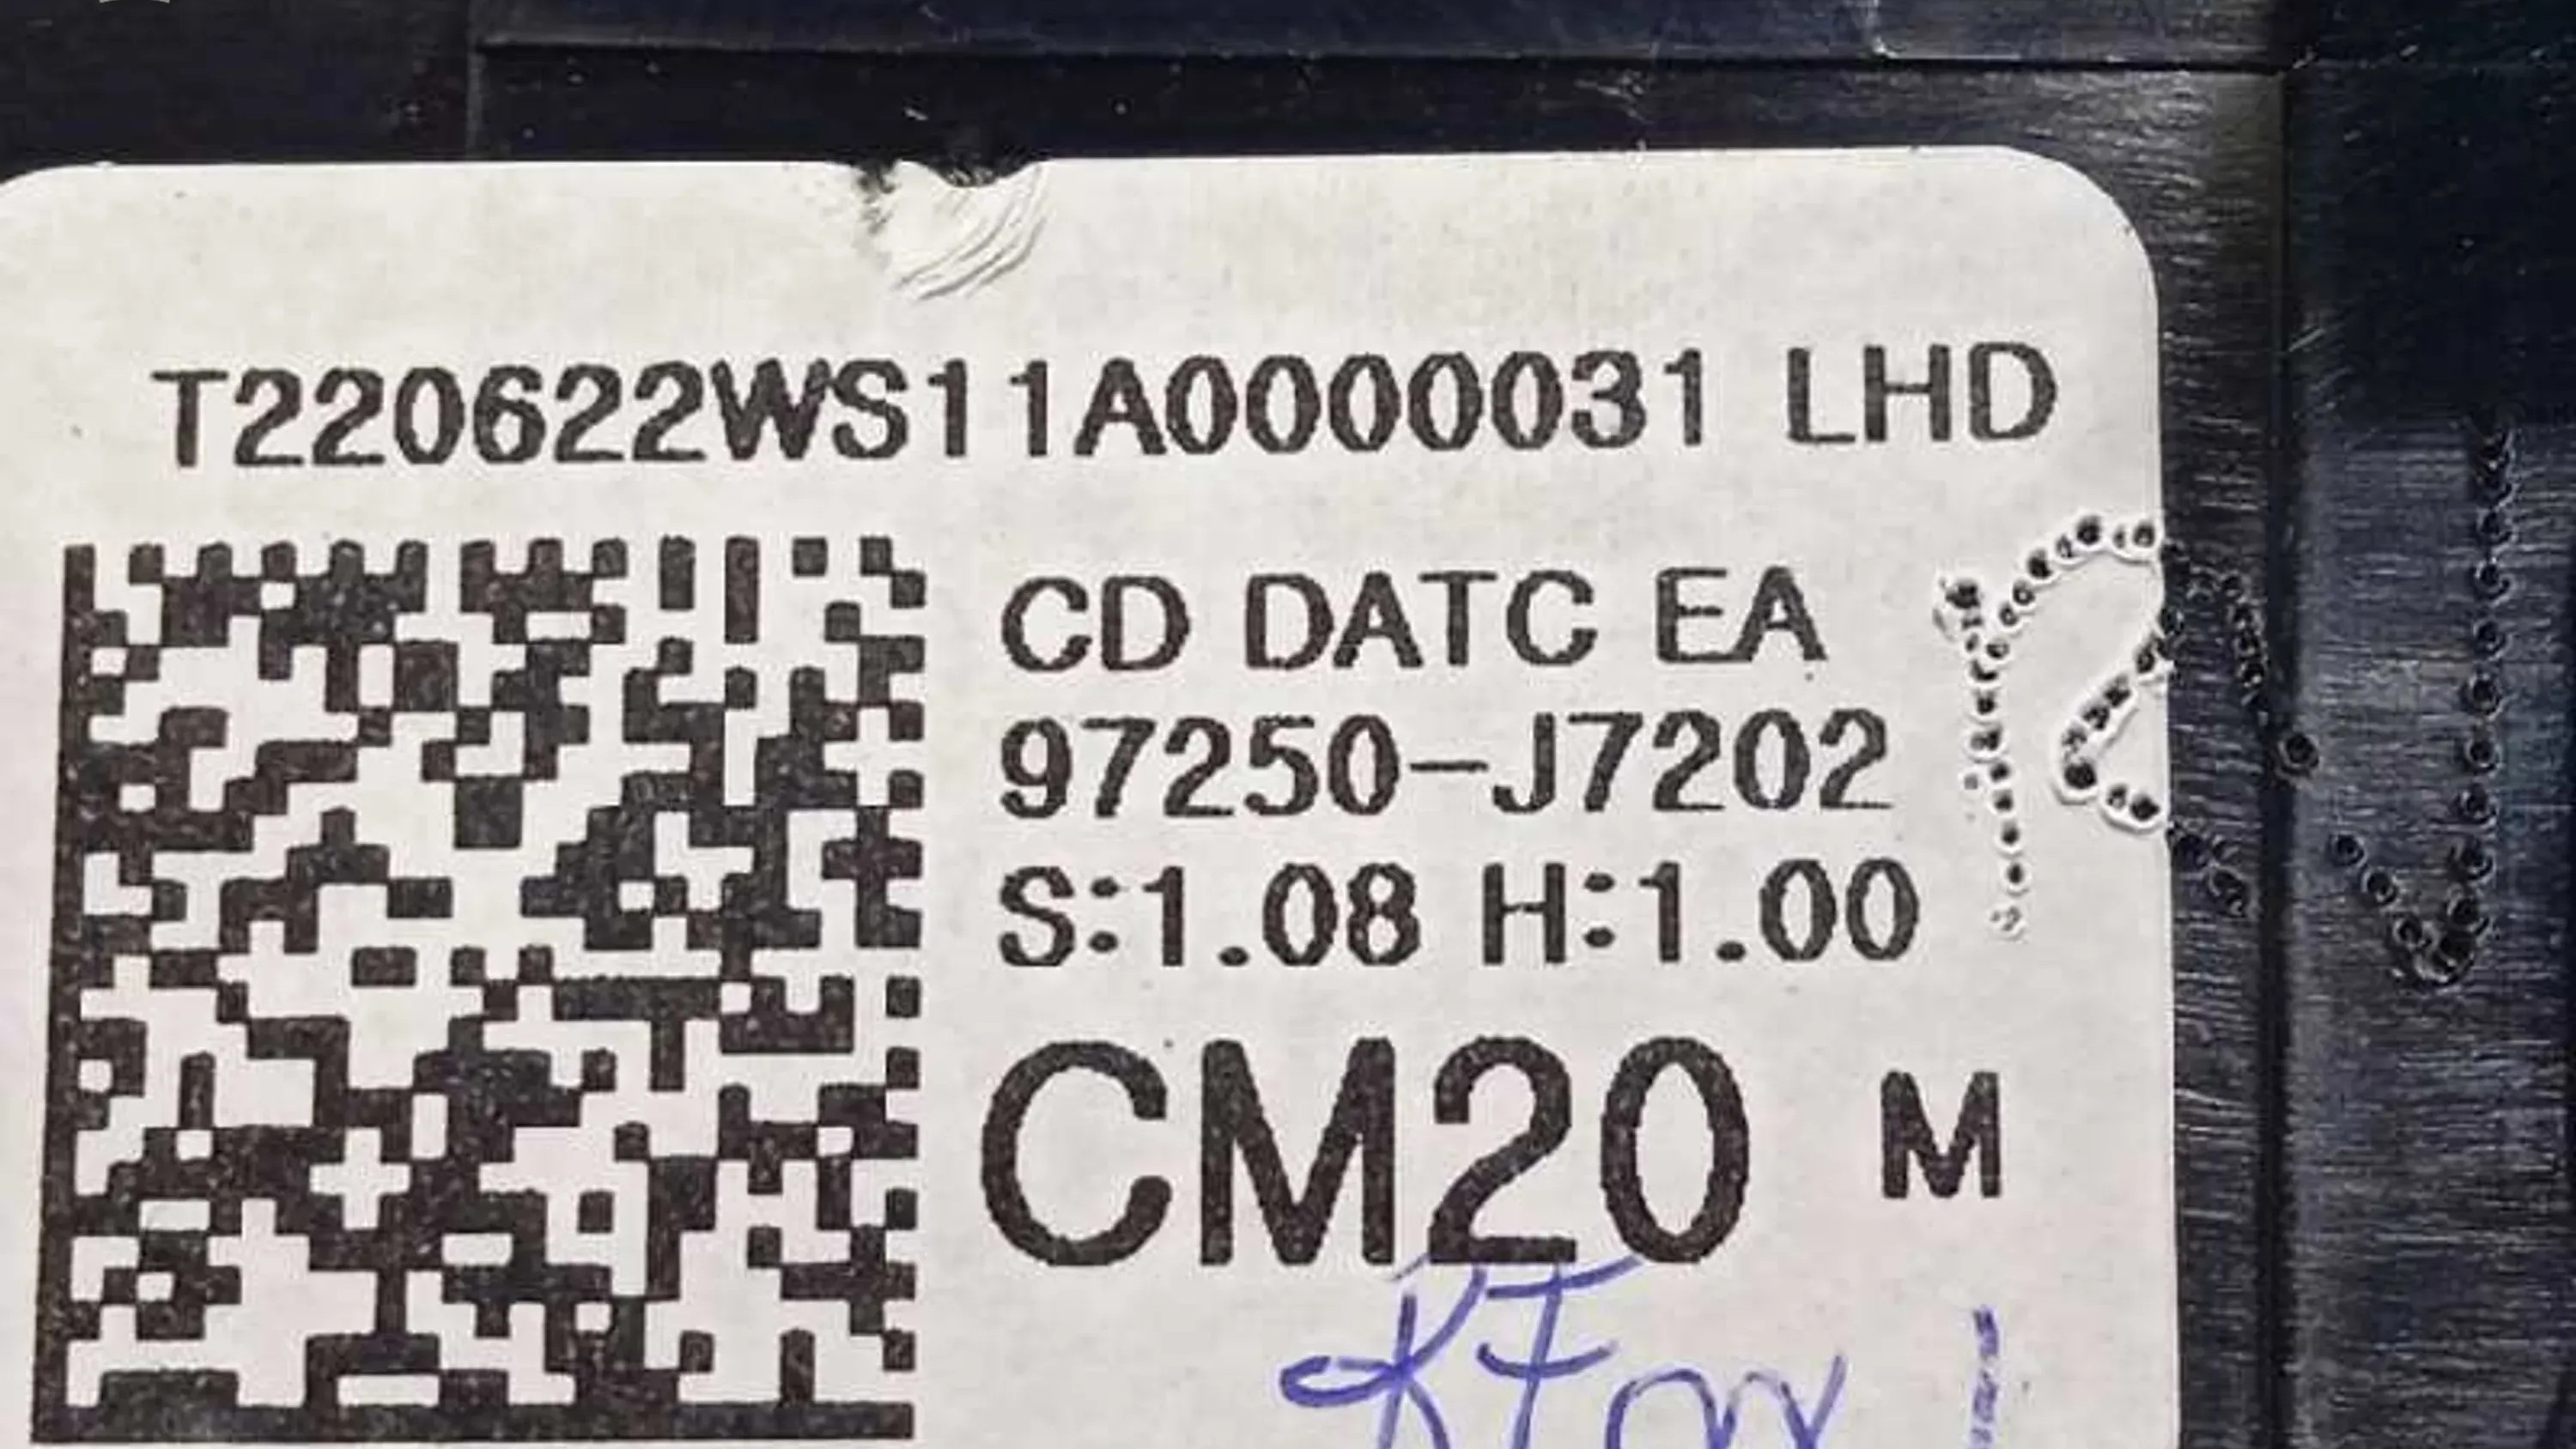 T220622WS11A0000031 LHD
CD DATC EA
97250-J7202
S:1.08 H:1.00
CM20 M